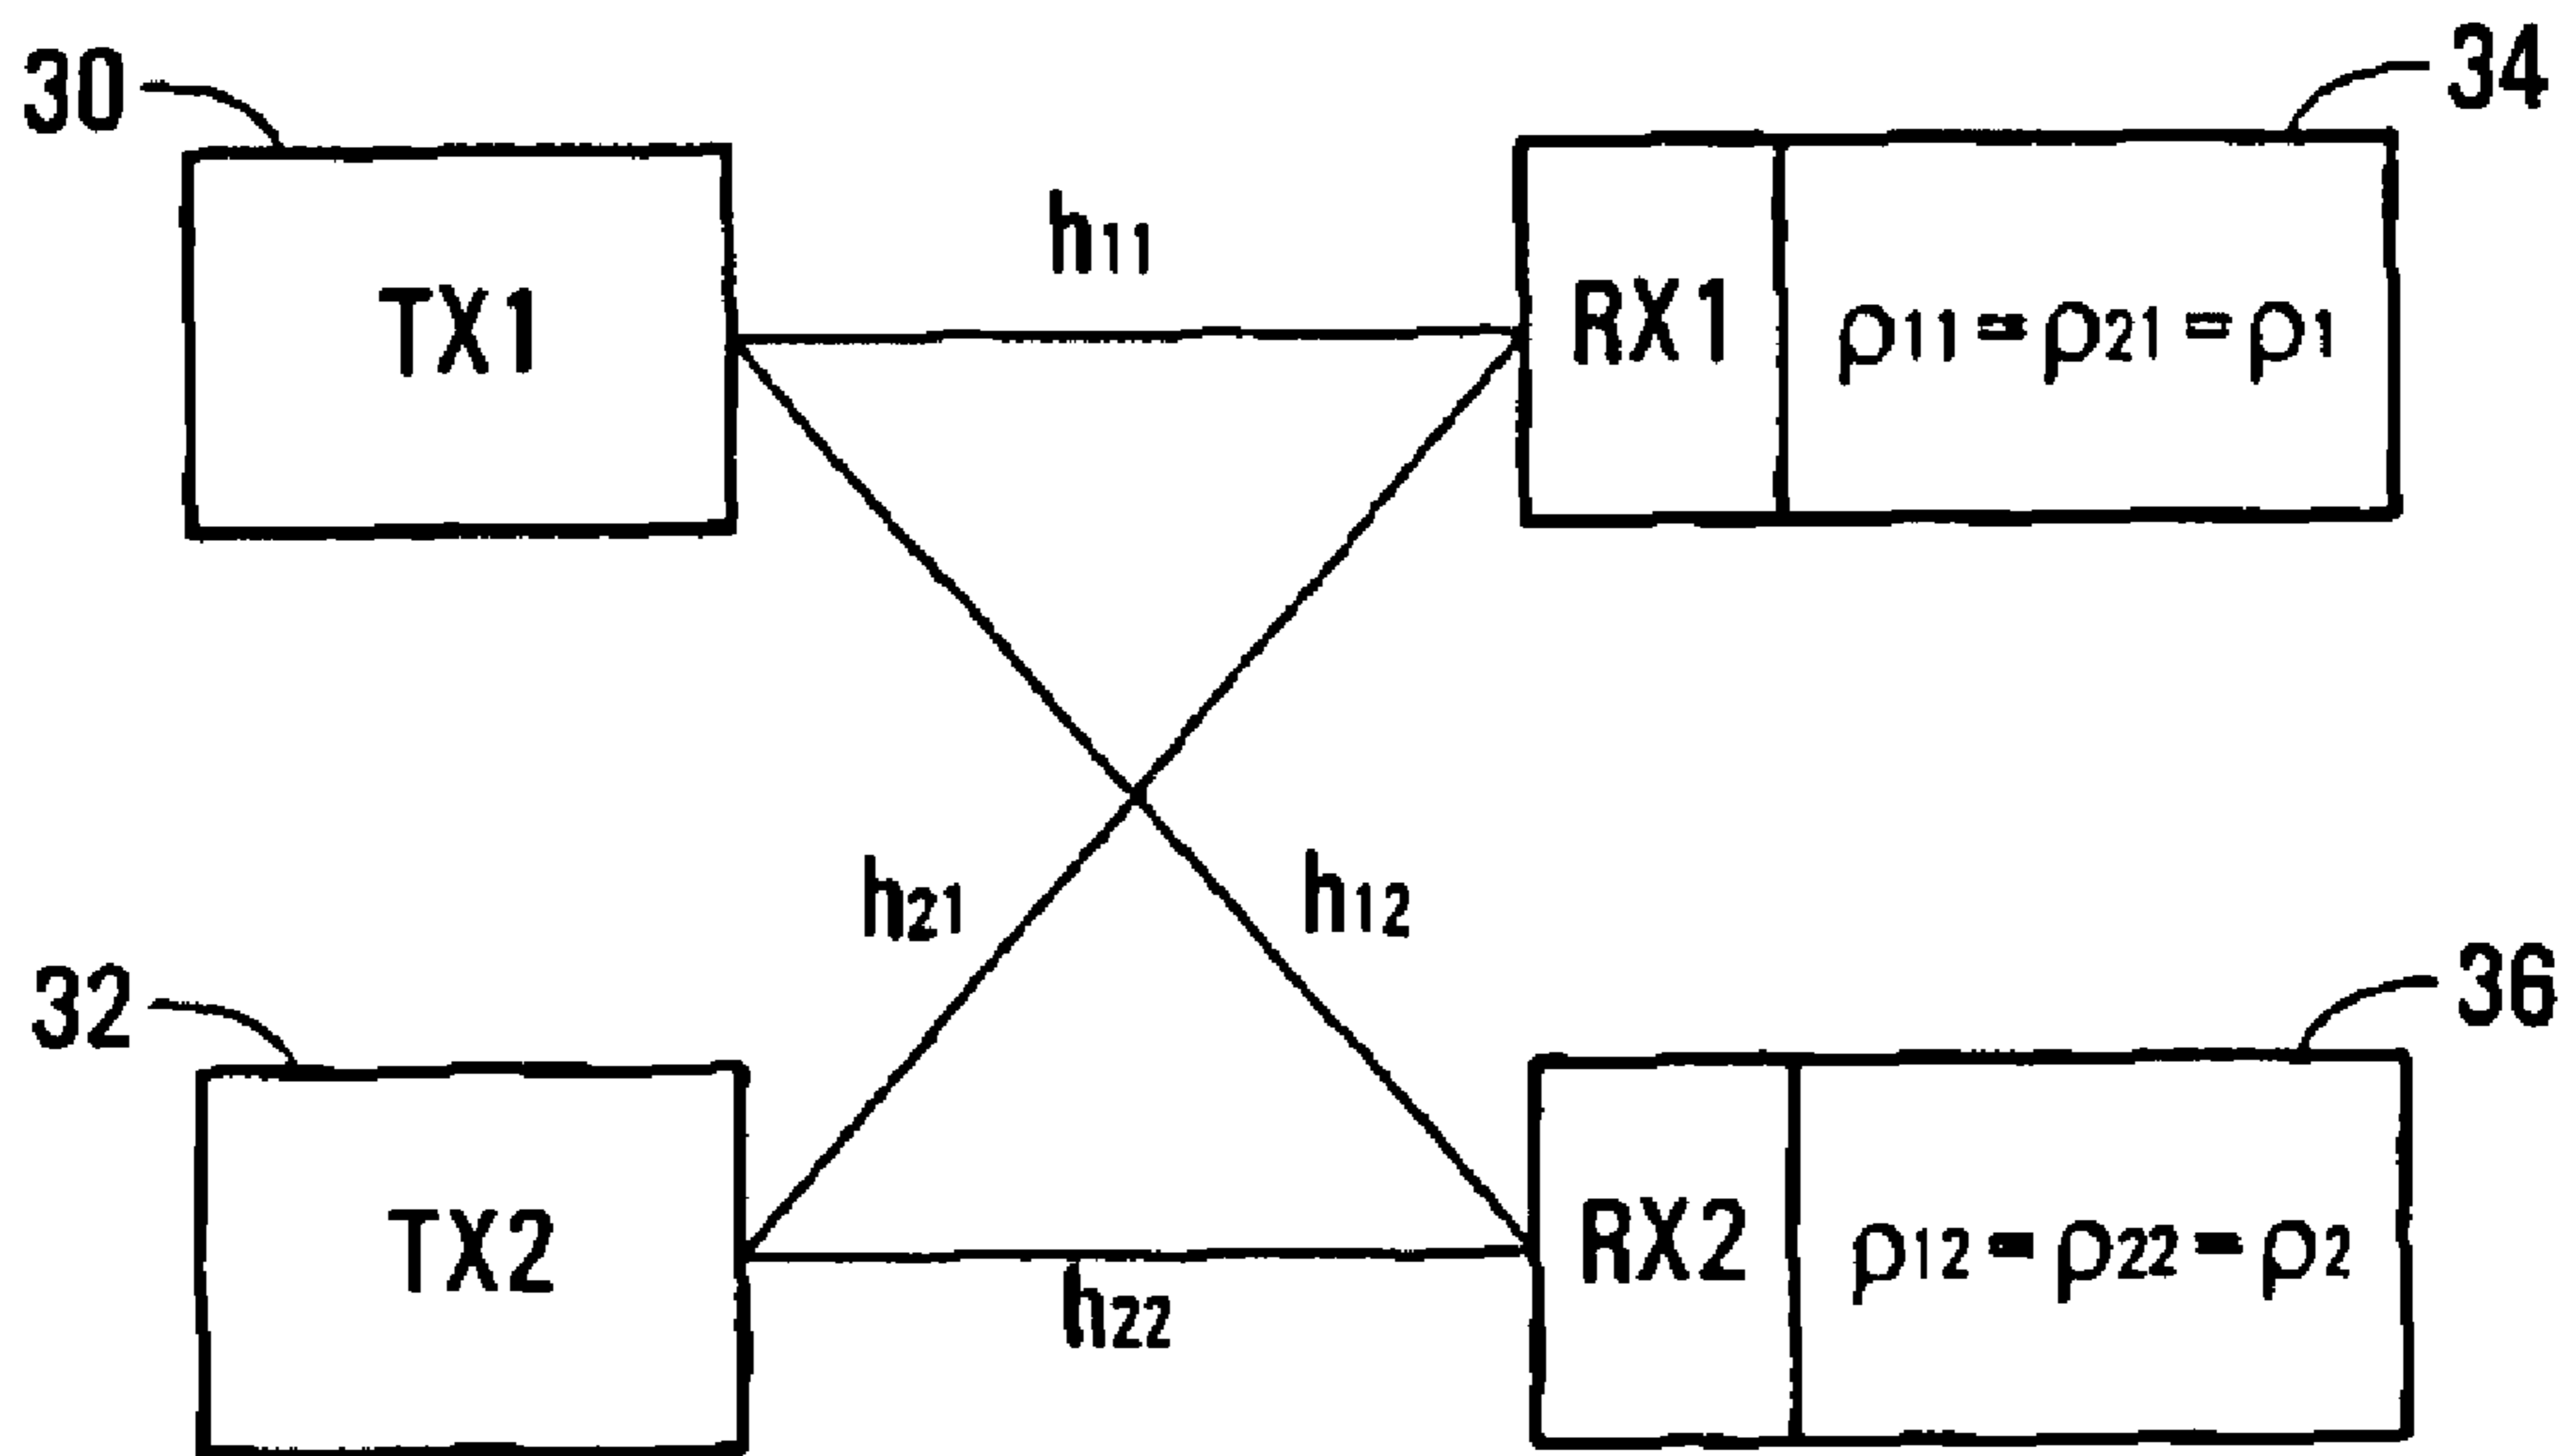 30
34
TX1
h11
RX1
ρ11 = ρ21 = ρ1
h21
h12
32
36
TX2
h22
RX2
ρ12 = ρ22 = ρ2